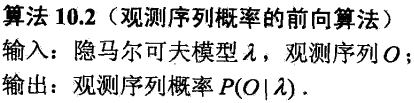 算法 10.2（观测序列概率的前向算法）
输入：隐马尔可夫模型 λ，观测序列 O；
输出：观测序列概率 P(O|λ).